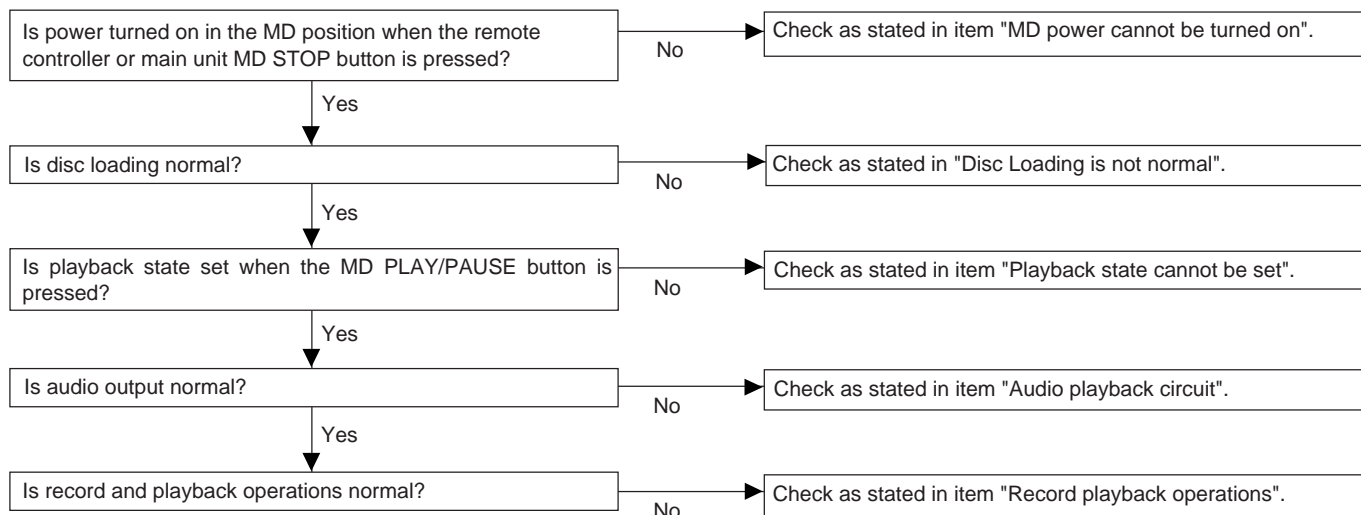 Is power turned on in the MD position when the remote
controller or main unit MD STOP button is pressed?
No
Check as stated in item "MD power cannot be turned on".
Yes
Is disc loading normal?
No
Check as stated in "Disc Loading is not normal".
Yes
Is playback state set when the MD PLAY/PAUSE button is
pressed?
No
Check as stated in item "Playback state cannot be set".
Yes
Is audio output normal?
No
Check as stated in item "Audio playback circuit".
Yes
Is record and playback operations normal?
No
Check as stated in item "Record playback operations".